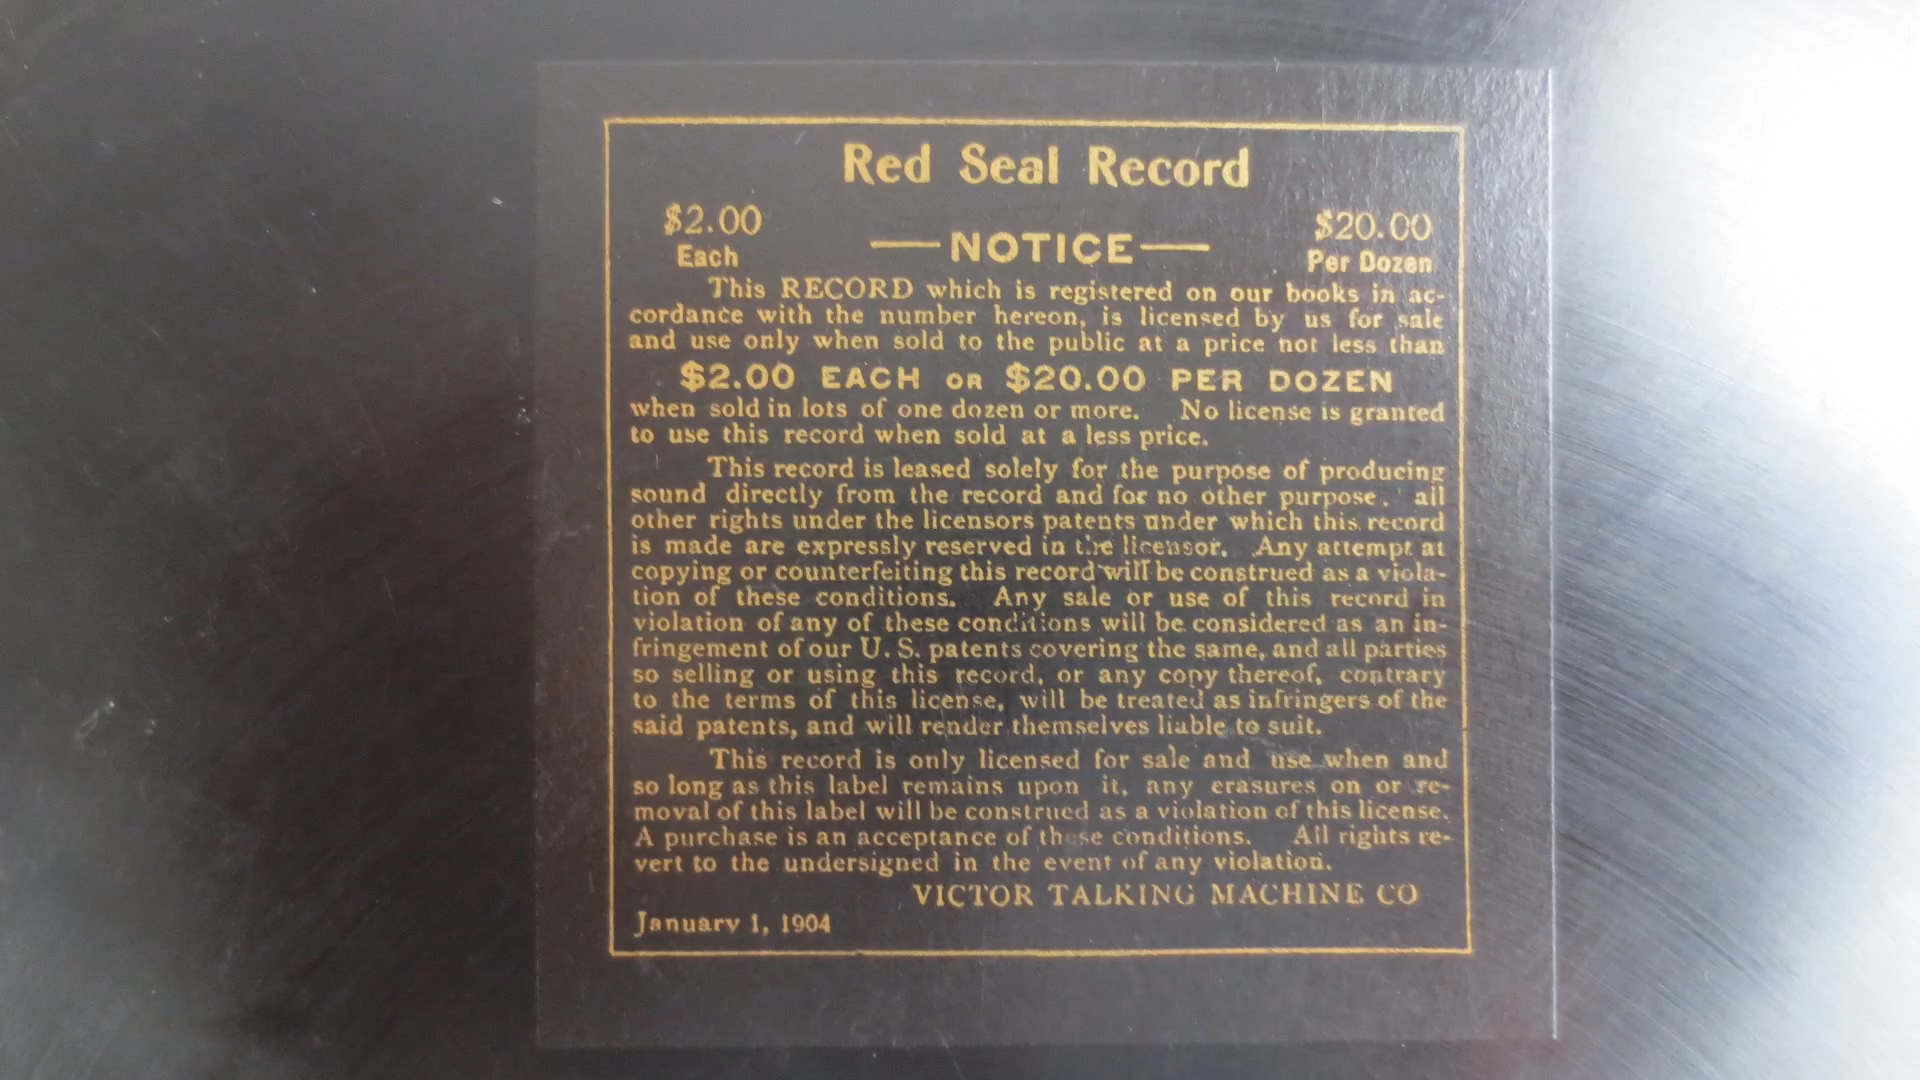 Red Seal Record
$2.00
Each
—NOTICE—
$20.00
Per Dozen
This RECORD which is registered on our books in ac-
cordance with the number hereon, is licensed by us for sale
and use only when sold to the public at a price not less than
$2.00 EACH OR $20.00 PER DOZEN
when sold in lots of one dozen or more. No license is granted
to use this record when sold at a less price.
This record is leased solely for the purpose of producing
sound directly from the record and for no other purpose. all
other rights under the licensors patents under which this record
is made are expressly reserved in the licensor. Any attempt at
copying or counterfeiting this record will be construed as a viola-
tion of these conditions. Any sale or use of this record in
violation of any of these conditions will be considered as an in-
fringement of our U. S. patents covering the same, and all parties
so selling or using this record, or any copy thereof, contrary
to the terms of this license, will be treated as infringers of the
said patents, and will render themselves liable to suit.
This record is only licensed for sale and use when and
so long as this label remains upon it, any erasures on or re-
moval of this label will be construed as a violation of this license.
A purchase is an acceptance of these conditions. All rights re-
vert to the undersigned in the event of any violation.
VICTOR TALKING MACHINE CO
January 1, 1904